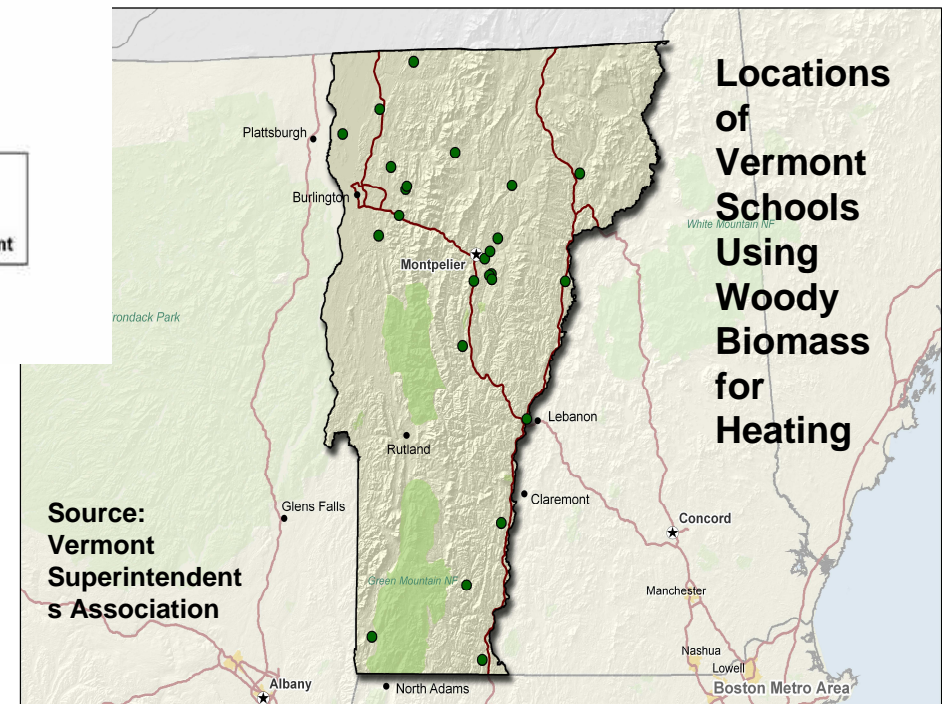 Locations
of
Vermont
Schools
Using
Woody
Biomass
for
Heating
Plattsburgh
Burlington
White Mountain NF
Montpelier
Park
Lebanon
Rutland
Claremont
Glens Falls
Concord
Source:
Vermont
Superintendent
s Association
Green Mountain NF
Manchester
Nashua
Lowell
Albany
North Adams
Boston Metro Area